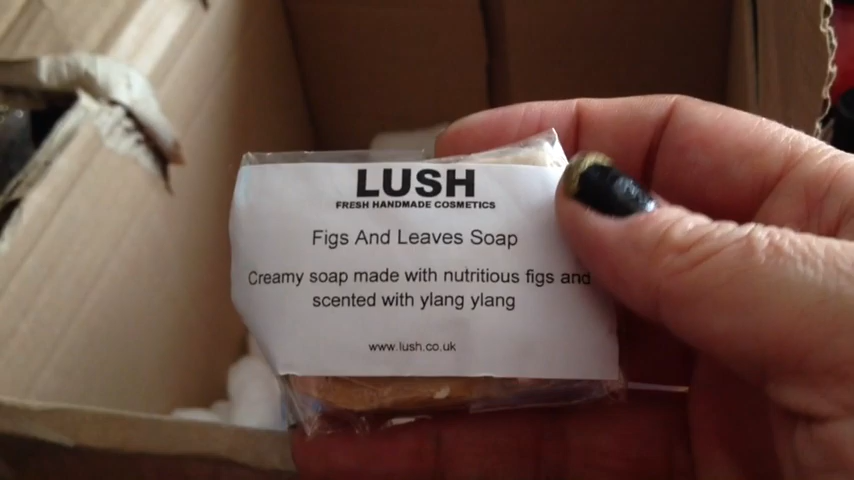 LUSH
FRESH HANDMADE COSMETICS
Figs And Leaves Soap
Creamy soap made with nutritious figs and
scented with ylang ylang
www.lush.co.uk